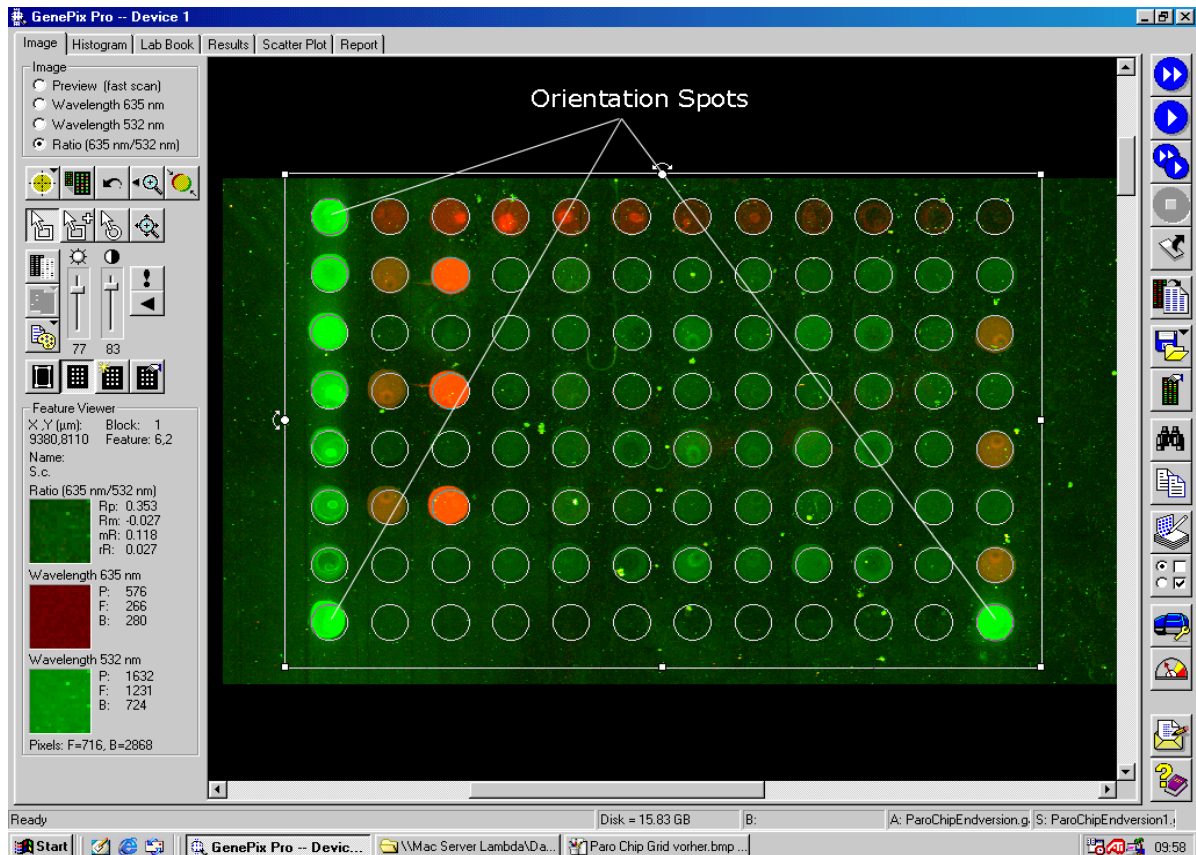 GenePix Pro -- Device 1
Image Histogram Lab Book Results Scatter Plot Report
Image
Preview (fast scan)
Wavelength 635 nm
Wavelength 532 nm
Ratio (635 nm/532 nm)
77 83
Feature Viewer
X ,Y (µm): Block: 1
9380,8110 Feature: 6,2
Name:
S.c.
Ratio (635 nm/532 nm)
Rp: 0.353
Rm: -0.027
mR: 0.118
rR: 0.027
Wavelength 635 nm
P: 576
F: 266
B: 280
Wavelength 532 nm
P: 1632
F: 1231
B: 724
Pixels: F=716, B=2868
Orientation Spots
Ready Disk = 15.83 GB B: A: ParoChipEndversion.g S: ParoChipEndversion1.
Start GenePix Pro -- Devic... \\Mac Server Lambda\Da... Paro Chip Grid vorher.bmp ... 09:58